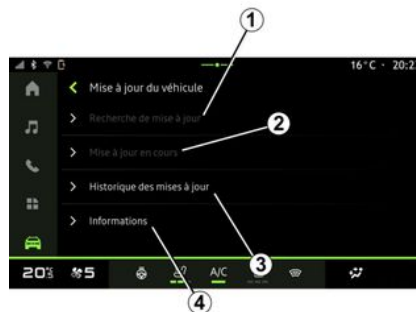 1
16°C · 20:2
Mise à jour du véhicule
Recherche de mise à jour
2
Mise à jour en cours
Historique des mises à jour
Informations
3
20
5
A/C
4